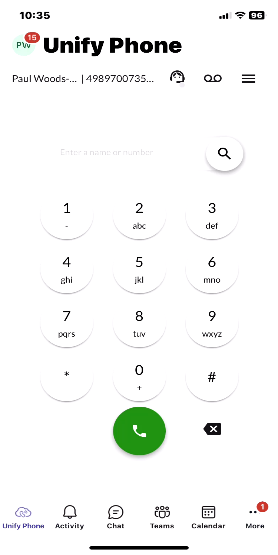 10:35
96
PW
15
Unify Phone
Paul Woods-... | 4989700735...
Enter a name or number
1
-
2
abc
3
def
4
ghi
5
jkl
6
mno
7
pqrs
8
tuv
9
wxyz
*
0
+
#
1
Unify Phone Activity Chat Teams Calendar More